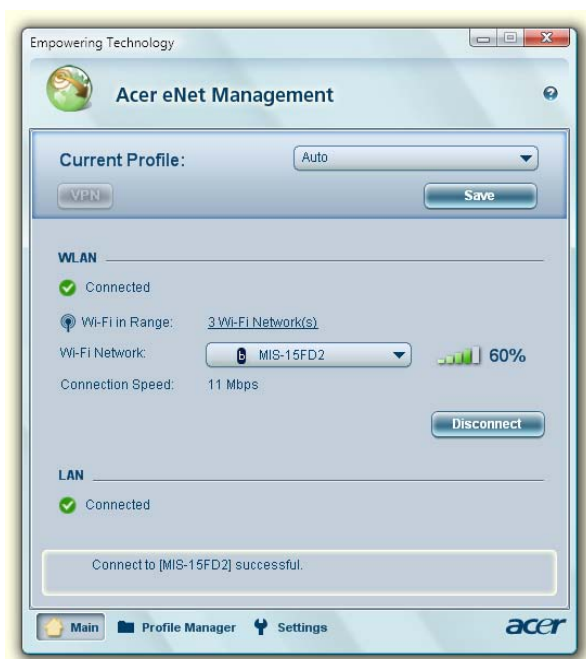 Empowering Technology
Acer eNet Management
Current Profile: Auto
VPN Save
WLAN
Connected
Wi-Fi in Range: 3 Wi-Fi Network(s)
Wi-Fi Network: b MIS-15FD2 60%
Connection Speed: 11 Mbps
Disconnect
LAN
Connected
Connect to [MIS-15FD2] successful.
Main Profile Manager Settings acer